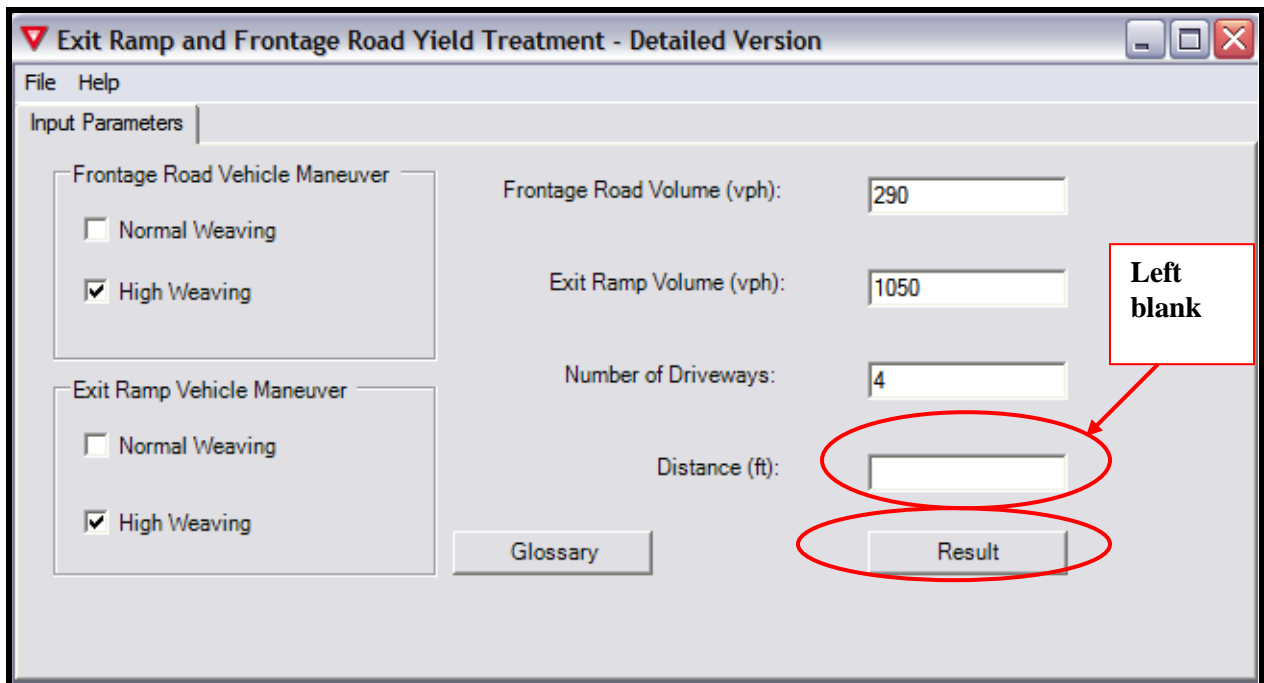 Exit Ramp and Frontage Road Yield Treatment - Detailed Version
File Help
Input Parameters
Frontage Road Vehicle Maneuver
Normal Weaving
High Weaving
Exit Ramp Vehicle Maneuver
Normal Weaving
High Weaving
Frontage Road Volume (vph): 290
Exit Ramp Volume (vph): 1050
Number of Driveways: 4
Distance (ft):
Glossary Result
Left
blank